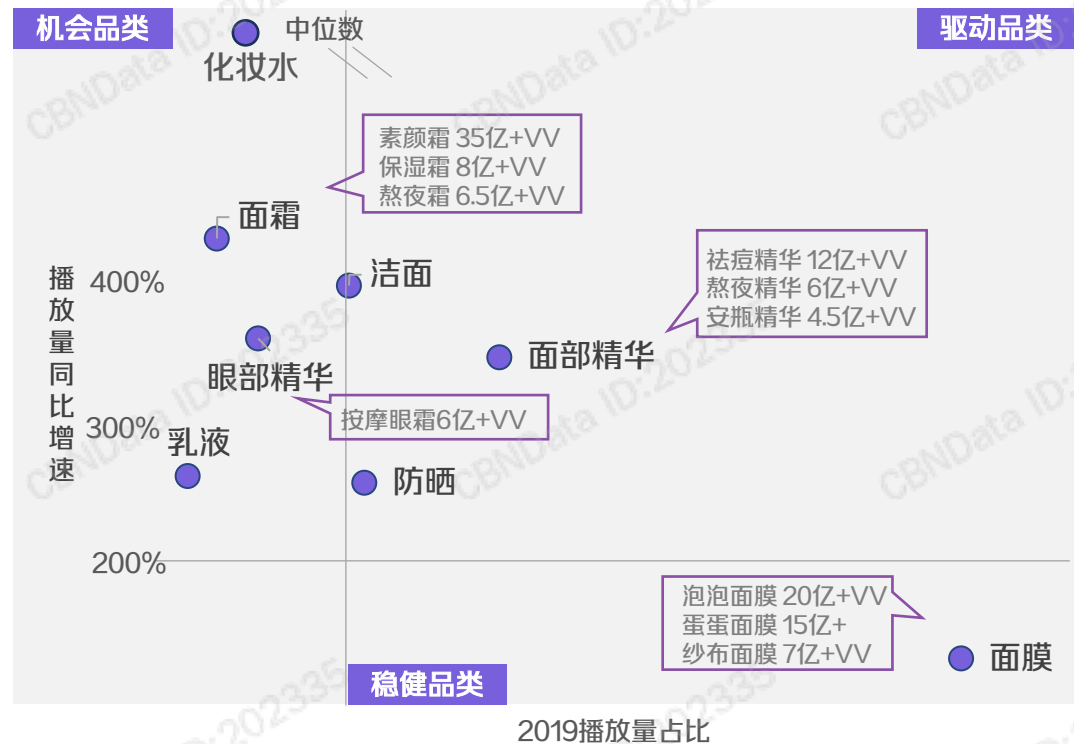 机会品类
驱动品类
中位数
化妆水
素颜霜 35亿+VV
保湿霜 8亿+VV
熬夜霜 6.5亿+VV
面霜
洁面
400%
祛痘精华 12亿+VV
熬夜精华 6亿+VV
安瓶精华 4.5亿+VV
播放量同比增速
面部精华
眼部精华
按摩眼霜6亿+VV
300%
乳液
防晒
200%
泡泡面膜 20亿+VV
蛋蛋面膜 15亿+
纱布面膜 7亿+VV
面膜
稳健品类
2019播放量占比
CBNData ID:202335